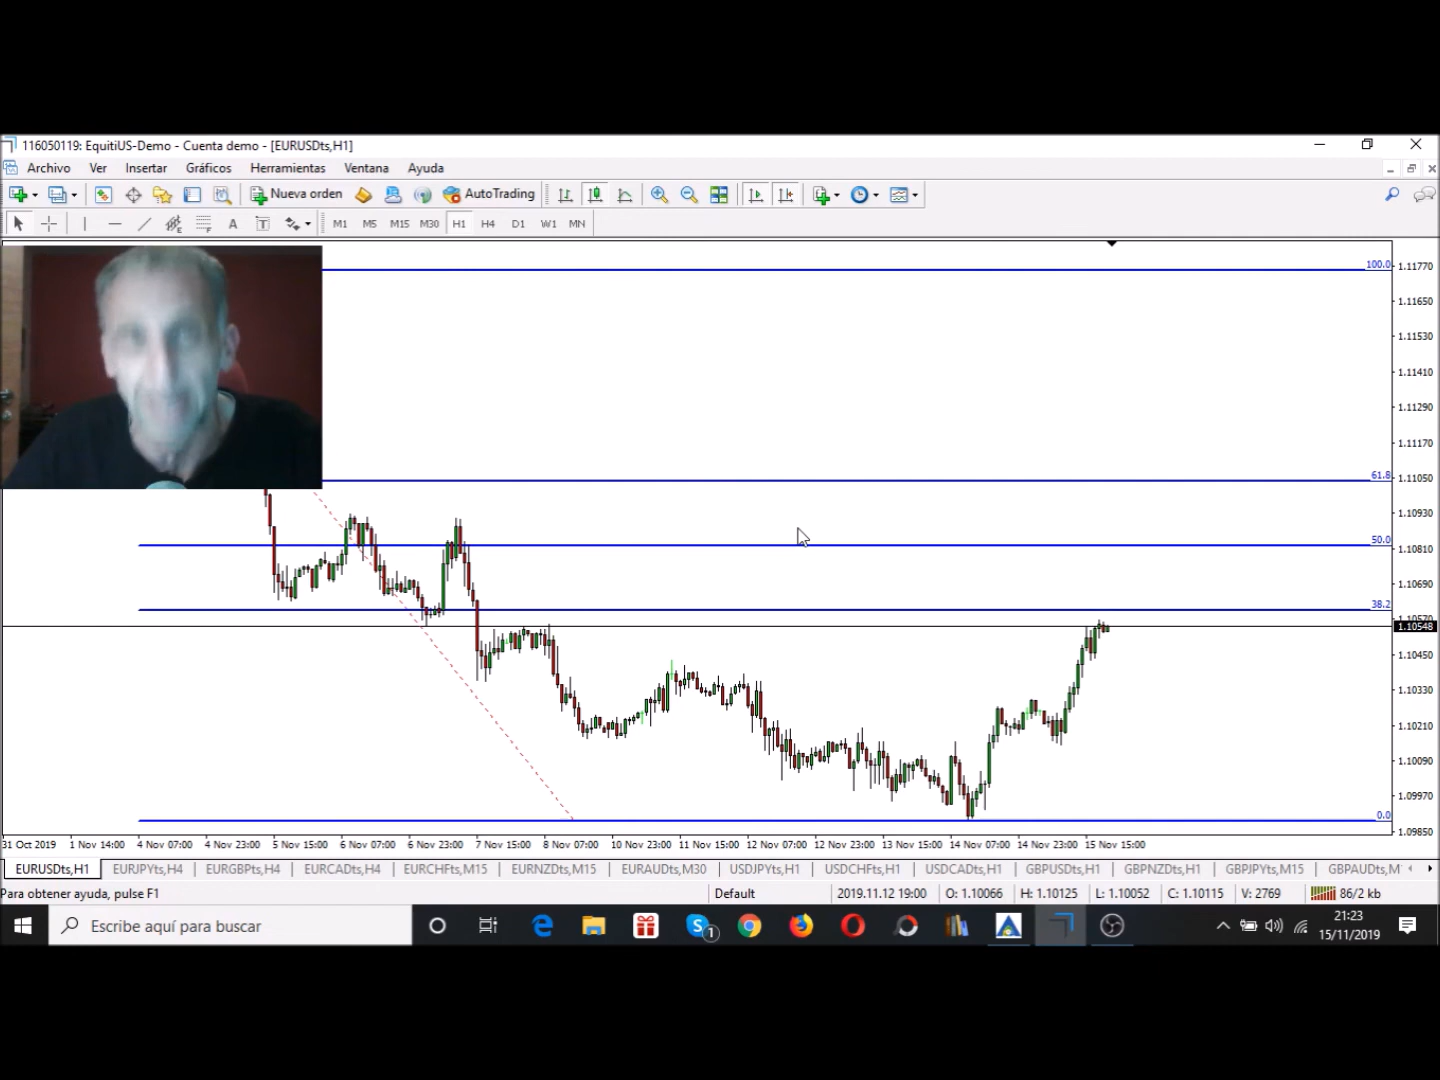 116050119: EquitiUS-Demo - Cuenta demo - [EURUSDts,H1]
Archivo Ver Insertar Gráficos Herramientas Ventana Ayuda
Nueva orden AutoTrading
A T M1 M5 M15 M30 H1 H4 D1 W1 MN
100.0 1.11770
1.11650
1.11530
1.11410
1.11290
1.11170
61.8 1.11050
1.10930
50.0 1.10810
1.10690
38.2
1.10570
1.10548
1.10450
1.10330
1.10210
1.10090
1.09970
0.0
1.09850
31 Oct 2019 1 Nov 14:00 4 Nov 07:00 4 Nov 23:00 5 Nov 15:00 6 Nov 07:00 6 Nov 23:00 7 Nov 15:00 8 Nov 07:00 10 Nov 23:00 11 Nov 15:00 12 Nov 07:00 12 Nov 23:00 13 Nov 15:00 14 Nov 07:00 14 Nov 23:00 15 Nov 15:00
EURUSDts,H1 EURJPYts,H4 EURGBPts,H4 EURCADts,H4 EURCHFts,M15 EURNZDts,M15 EURAUDts,M30 USDJPYts,H1 USDCHFts,H1 USDCADts,H1 GBPUSDts,H1 GBPNZDts,H1 GBPJPYts,M15 GBPAUDts,M
Para obtener ayuda, pulse F1 Default 2019.11.12 19:00 O: 1.10066 H: 1.10125 L: 1.10052 C: 1.10115 V: 2769 86/2 kb
Escribe aquí para buscar 1 21:23
15/11/2019